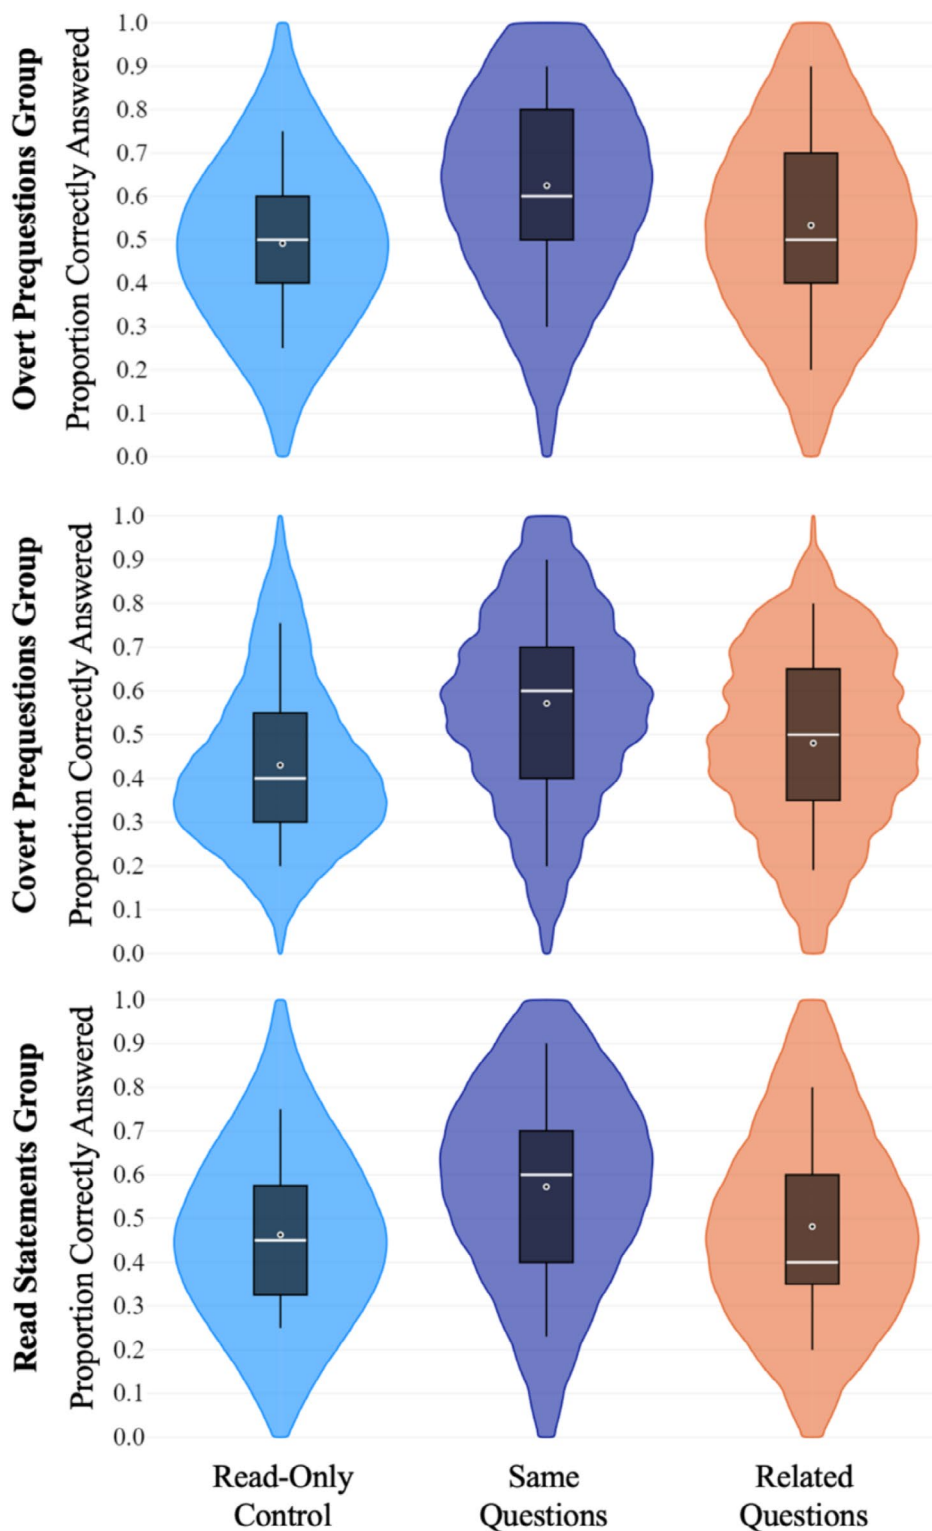 Overt Prequestions Group
Proportion Correctly Answered
1.0
0.9
0.8
0.7
0.6
0.5
0.4
0.3
0.2
0.1
0.0
Covert Prequestions Group
Proportion Correctly Answered
1.0
0.9
0.8
0.7
0.6
0.5
0.4
0.3
0.2
0.1
0.0
Read Statements Group
Proportion Correctly Answered
1.0
0.9
0.8
0.7
0.6
0.5
0.4
0.3
0.2
0.1
0.0
Read-Only
Control
Same
Questions
Related
Questions